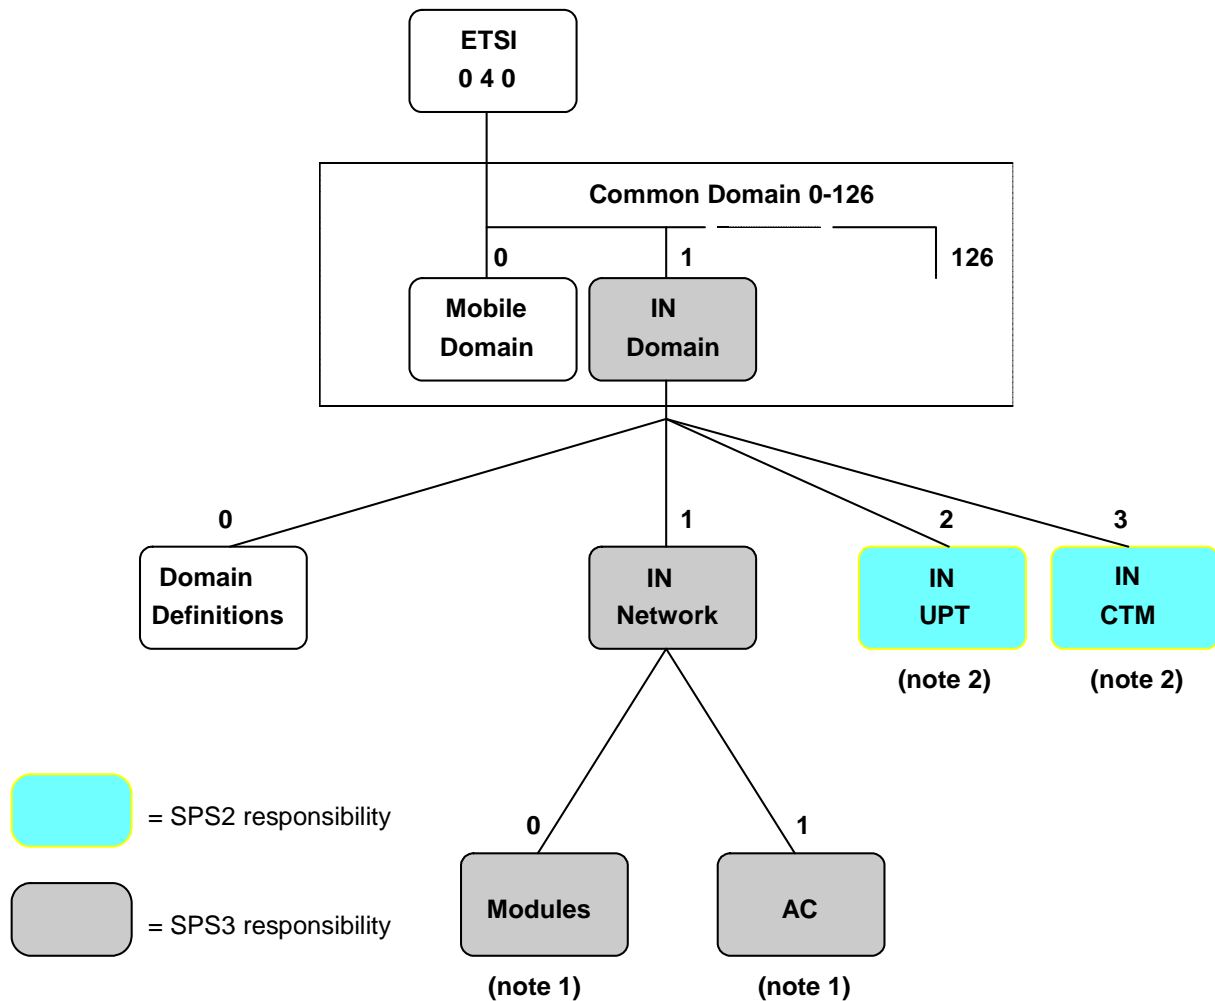 ETSI
0 4 0
Common Domain 0-126
0
1
126
Mobile
Domain
IN
Domain
0
1
2
3
Domain
Definitions
IN
Network
IN
UPT
IN
CTM
(note 2)
(note 2)
= SPS2 responsibility
0
1
Modules
AC
= SPS3 responsibility
(note 1)
(note 1)